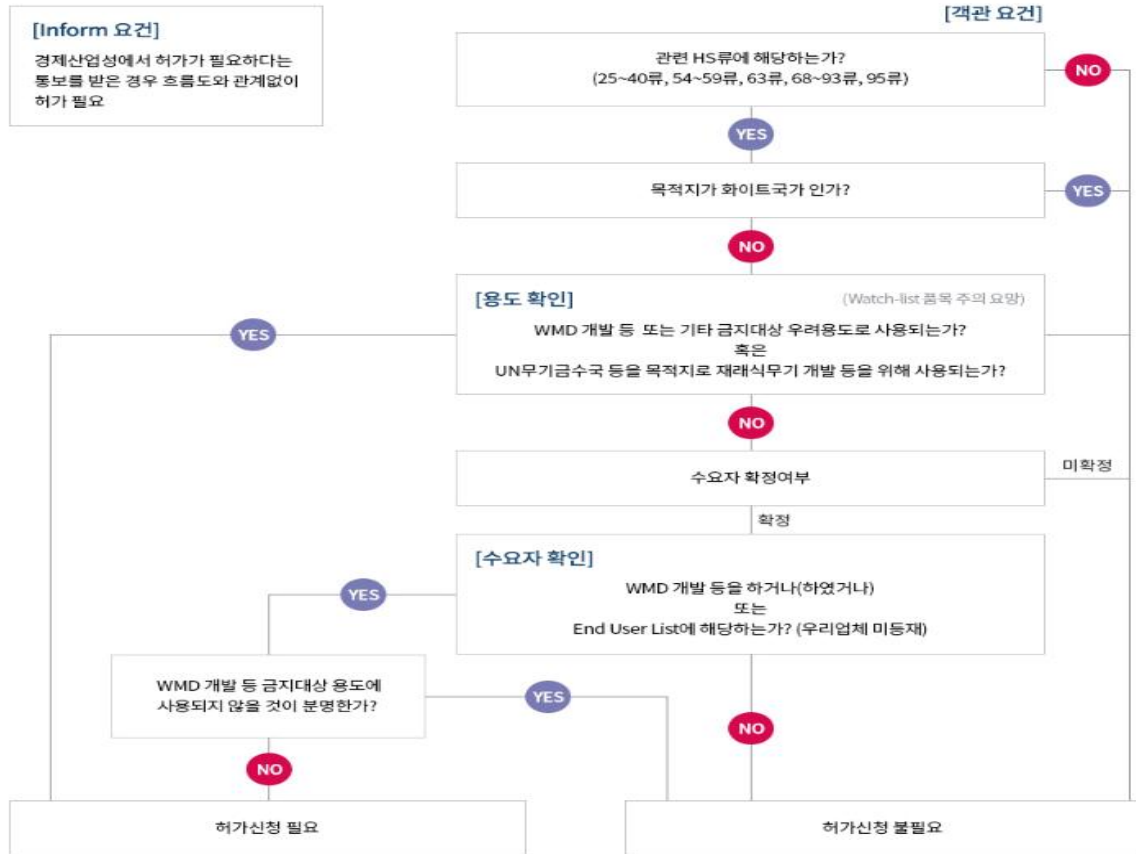 [Inform 요건]
경제산업성에서 허가가 필요하다는
통보를 받은 경우 흐름도와 관계없이
허가 필요
[객관 요건]
관련 HS류에 해당하는가?
(25~40류, 54~59류, 63류, 68~93류, 95류)
NO
YES
목적지가 화이트국가 인가?
YES
NO
[용도 확인]
(Watch-list 품목 주의 요망)
WMD 개발 등 또는 기타 금지대상 우려용도로 사용되는가?
혹은
UN무기금수국 등을 목적지로 재래식무기 개발 등을 위해 사용되는가?
YES
NO
수요자 확정여부
미확정
확정
[수요자 확인]
WMD 개발 등을 하거나(하였거나)
또는
End User List에 해당하는가? (우리업체 미등재)
YES
WMD 개발 등 금지대상 용도에
사용되지 않을 것이 분명한가?
YES
NO
NO
허가신청 필요
허가신청 불필요